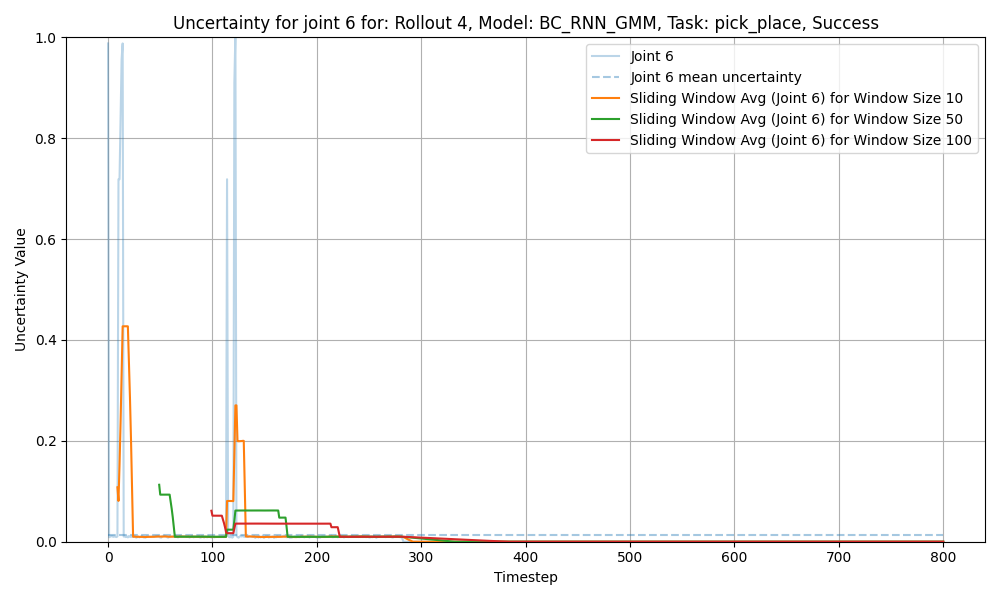 Uncertainty for joint 6 for: Rollout 4, Model: BC_RNN_GMM, Task: pick_place, Success
Joint 6
Joint 6 mean uncertainty
Sliding Window Avg (Joint 6) for Window Size 10
Sliding Window Avg (Joint 6) for Window Size 50
Sliding Window Avg (Joint 6) for Window Size 100
Uncertainty Value
1.0
0.8
0.6
0.4
0.2
0.0
0 100 200 300 400 500 600 700 800
Timestep